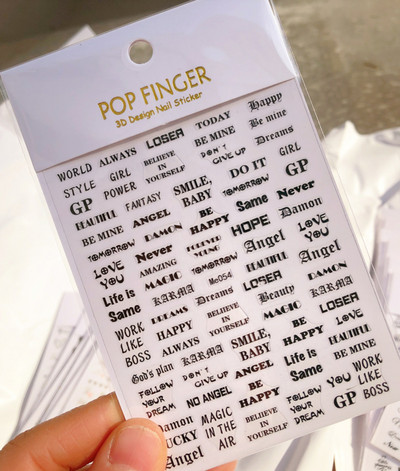 POP FINGER
3D Design Nail Sticker
WORLD
STYLE
GP
BEAUTIFUL
BE MINE
TOMORROW
LOVE
YOU
Life is
Same
WORK
LIKE
BOSS
God's plan
FOLLOW
YOUR
DREAM
Damon
LUCKY
Angel
ALWAYS
GIRL
POWER
FANTASY
ANGEL
DAMON
Never
AMAZING
MAGIC
KARMA
DREAMS
HAPPY
ALWAYS
KARMA
DON'T
GIVE UP
NO ANGEL
MAGIC
IN THE
AIR
LOSER
BELIEVE
IN
YOURSELF
SMILE,
BABY
BE
HAPPY
FOREVER
YOUNG
TOMORROW
No054
Dreams
BELIEVE
IN
YOURSELF
SMILE,
BABY
ANGEL
BE
HAPPY
BELIEVE
IN
YOURSELF
TODAY
BE MINE
DON'T
GIVE UP
DO IT
TOMORROW
Same
HOPE
Angel
BEAUTIFUL
LOSER
Beauty
MAGIC
BE
HAPPY
Life is
Same
FOLLOW
YOUR
DREAM
Happy
Be mine
Dreams
GIRL
Never
Damon
LOVE
YOU
Angel
DAMON
KARMA
LOSER
LOVE
BEAUTIFUL
BE MINE
YOU
GP
WORK
LIKE
BOSS